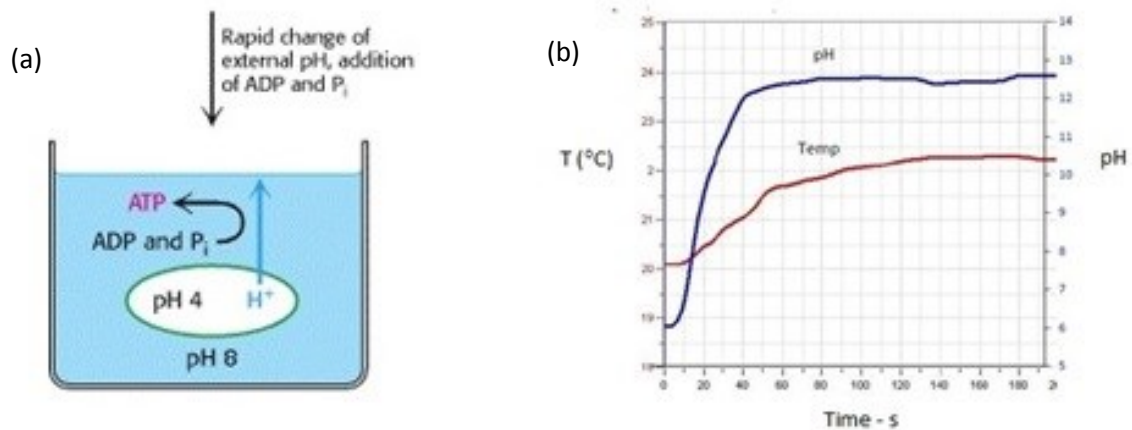 (a)
Rapid change of
external pH, addition
of ADP and Pi
ATP
ADP and Pi
pH 4
H+
pH 8
(b)
25
24
23
2
21
20
19
18
T (°C)
pH
Temp
14
13
12
11
10
9
8
7
6
5
pH
0 20 40 60 80 100 120 140 160 180 2
Time - s